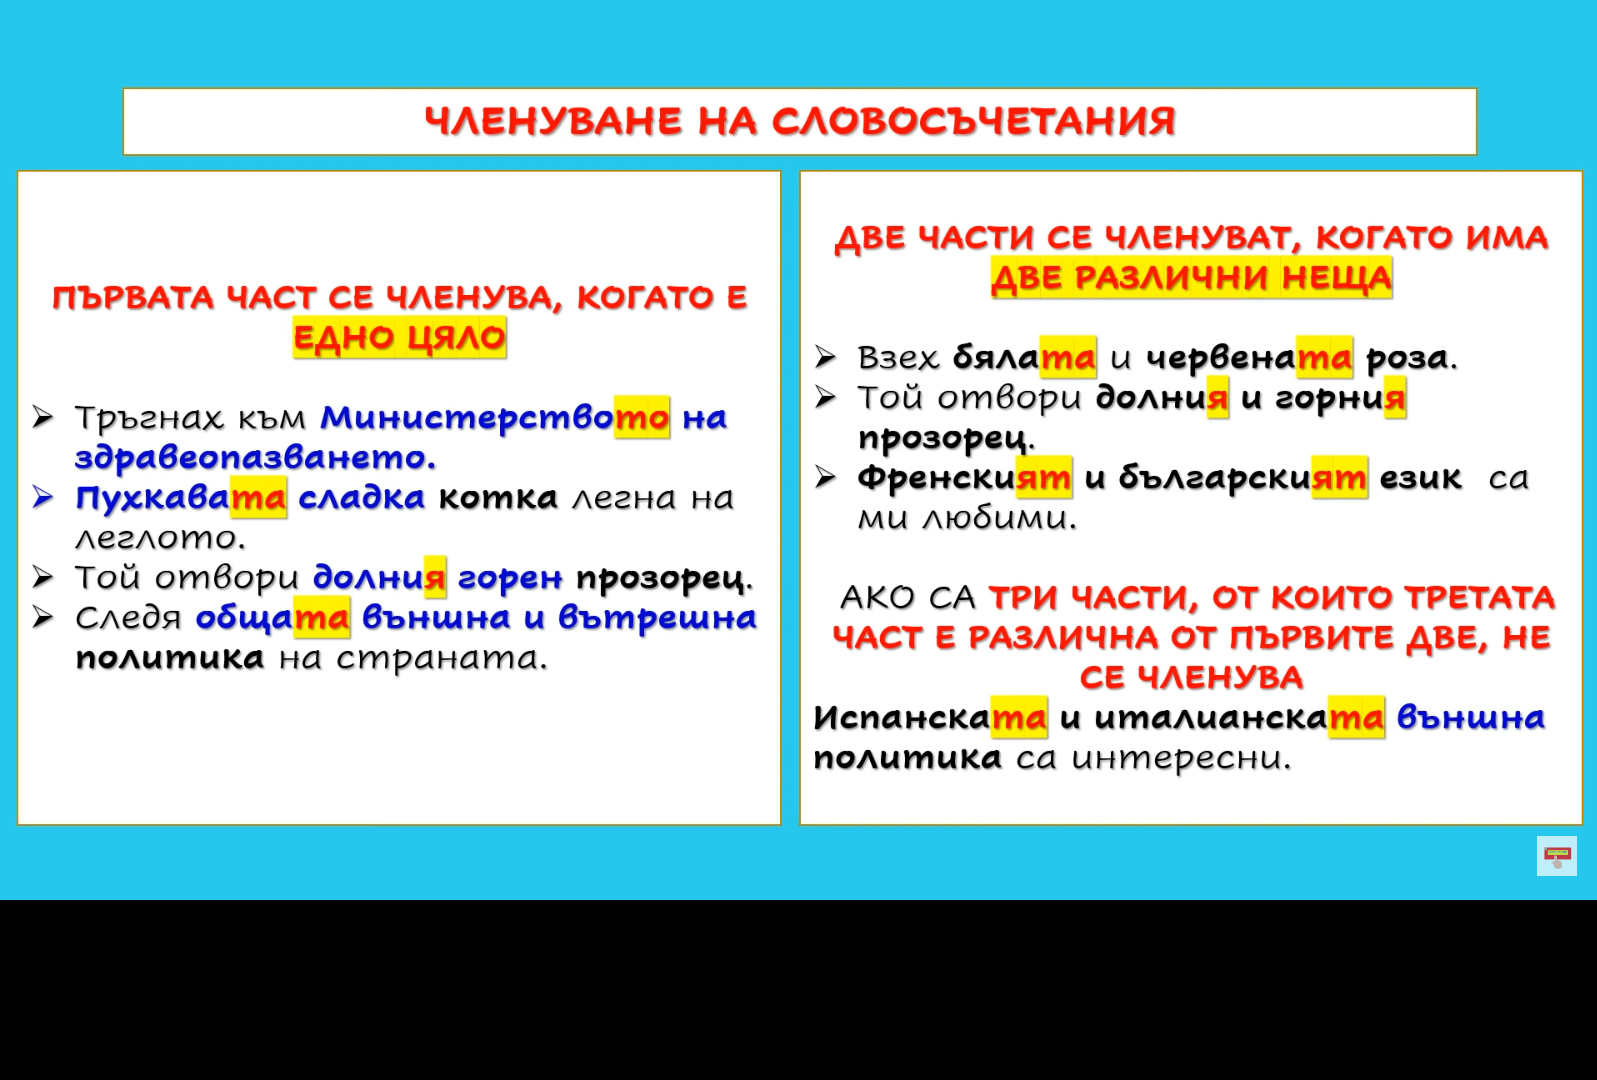 ЧЛЕНУВАНЕ НА СЛОВОСЪЧЕТАНИЯ
ПЪРВАТА ЧАСТ СЕ ЧЛЕНУВА, КОГАТО Е
ЕДНО ЦЯЛО
➢ Тръгнах към Министерството на
здравеопазването.
➢ Пухкавата сладка котка легна на
леглото.
➢ Той отвори долния горен прозорец.
➢ Следя общата външна и вътрешна
политика на страната.
ДВЕ ЧАСТИ СЕ ЧЛЕНУВАТ, КОГАТО ИМА
ДВЕ РАЗЛИЧНИ НЕЩА
➢ Взех бялата и червената роза.
➢ Той отвори долния и горния
прозорец.
➢ Френският и българският език са
ми любими.
АКО СА ТРИ ЧАСТИ, ОТ КОИТО ТРЕТАТА
ЧАСТ Е РАЗЛИЧНА ОТ ПЪРВИТЕ ДВЕ, НЕ
СЕ ЧЛЕНУВА
Испанската и италианската външна
политика са интересни.